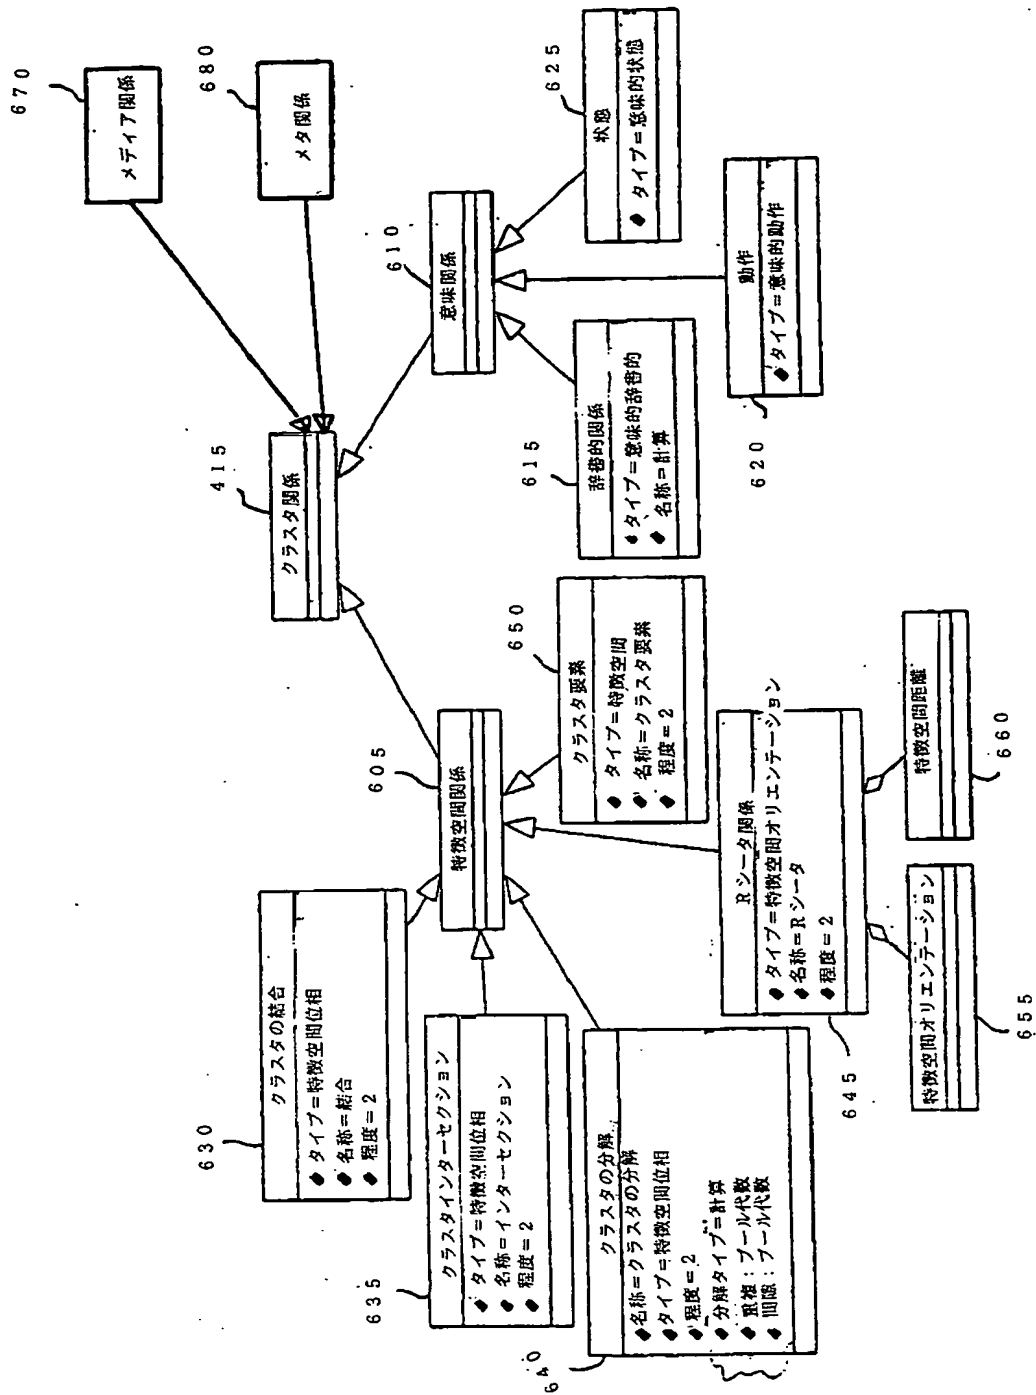 670
メディア関係
680
メタ関係
415
クラスタ関係
610
意味関係
625
状態
◆ タイプ=意味的状態
620
動作
◆ タイプ=意味的動作
615
辞書的関係
◆ タイプ=意味的辞書的
◆ 名称=計算
605
特徴空間関係
650
クラスタ要素
◆ タイプ=特徴空間
◆ 名称=クラスタ要素
◆ 程度=2
630
クラスタの結合
◆ タイプ=特徴空間位相
◆ 名称=結合
◆ 程度=2
635
クラスタインターセクション
◆ タイプ=特徴空間位相
◆ 名称=インターセクション
◆ 程度=2
640
クラスタの分解
◆ 名称=クラスタの分解
◆ タイプ=特徴空間位相
◆ 程度=2
◆ 分解タイプ=計算
◆ 重複:ブール代数
◆ 間隙:ブール代数
645
Rシータ関係
◆ タイプ=特徴空間オリエンテーション
◆ 名称=Rシータ
◆ 程度=2
655
特徴空間オリエンテーション
660
特徴空間距離